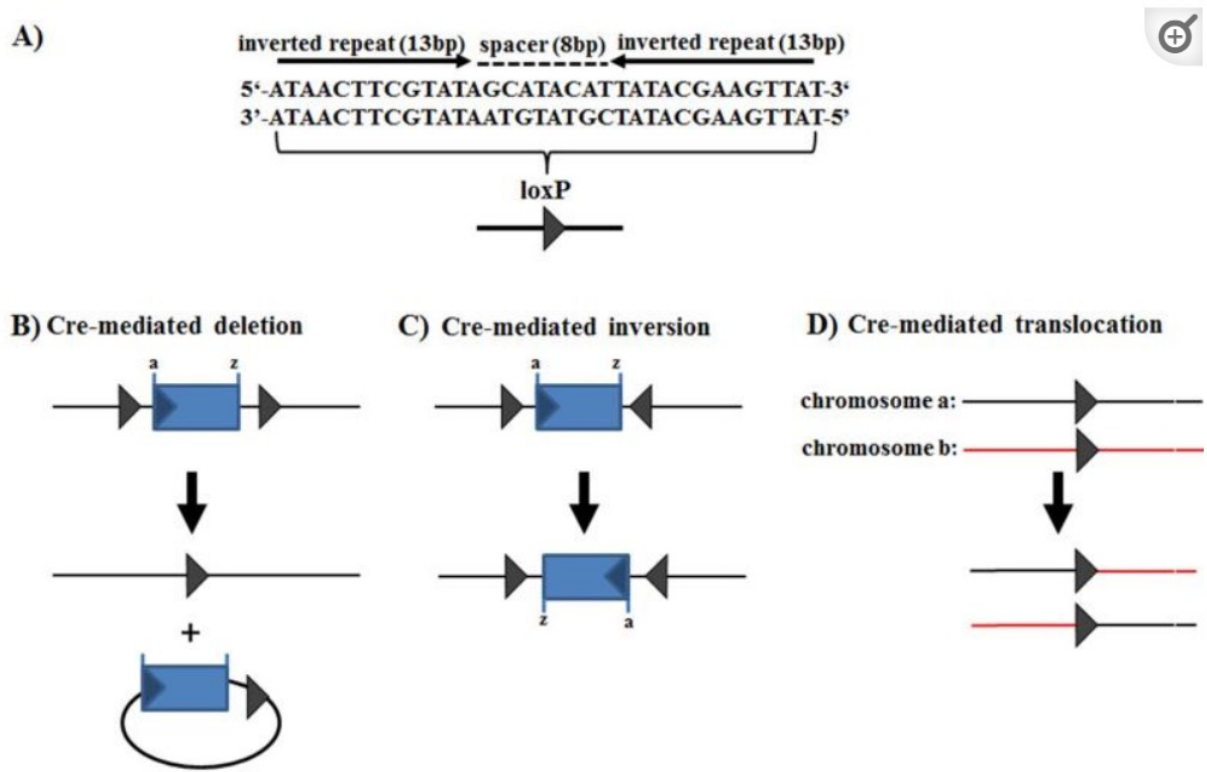 A)
inverted repeat (13bp) spacer (8bp) inverted repeat (13bp)
5‘-ATAACTTCGTATAGCATACATTATACGAAGTTAT-3‘
3’-ATAACTTCGTATAATGTATGCTATACGAAGTTAT-5’
loxP
B) Cre-mediated deletion
a z
+
C) Cre-mediated inversion
a z
z a
D) Cre-mediated translocation
chromosome a:
chromosome b: